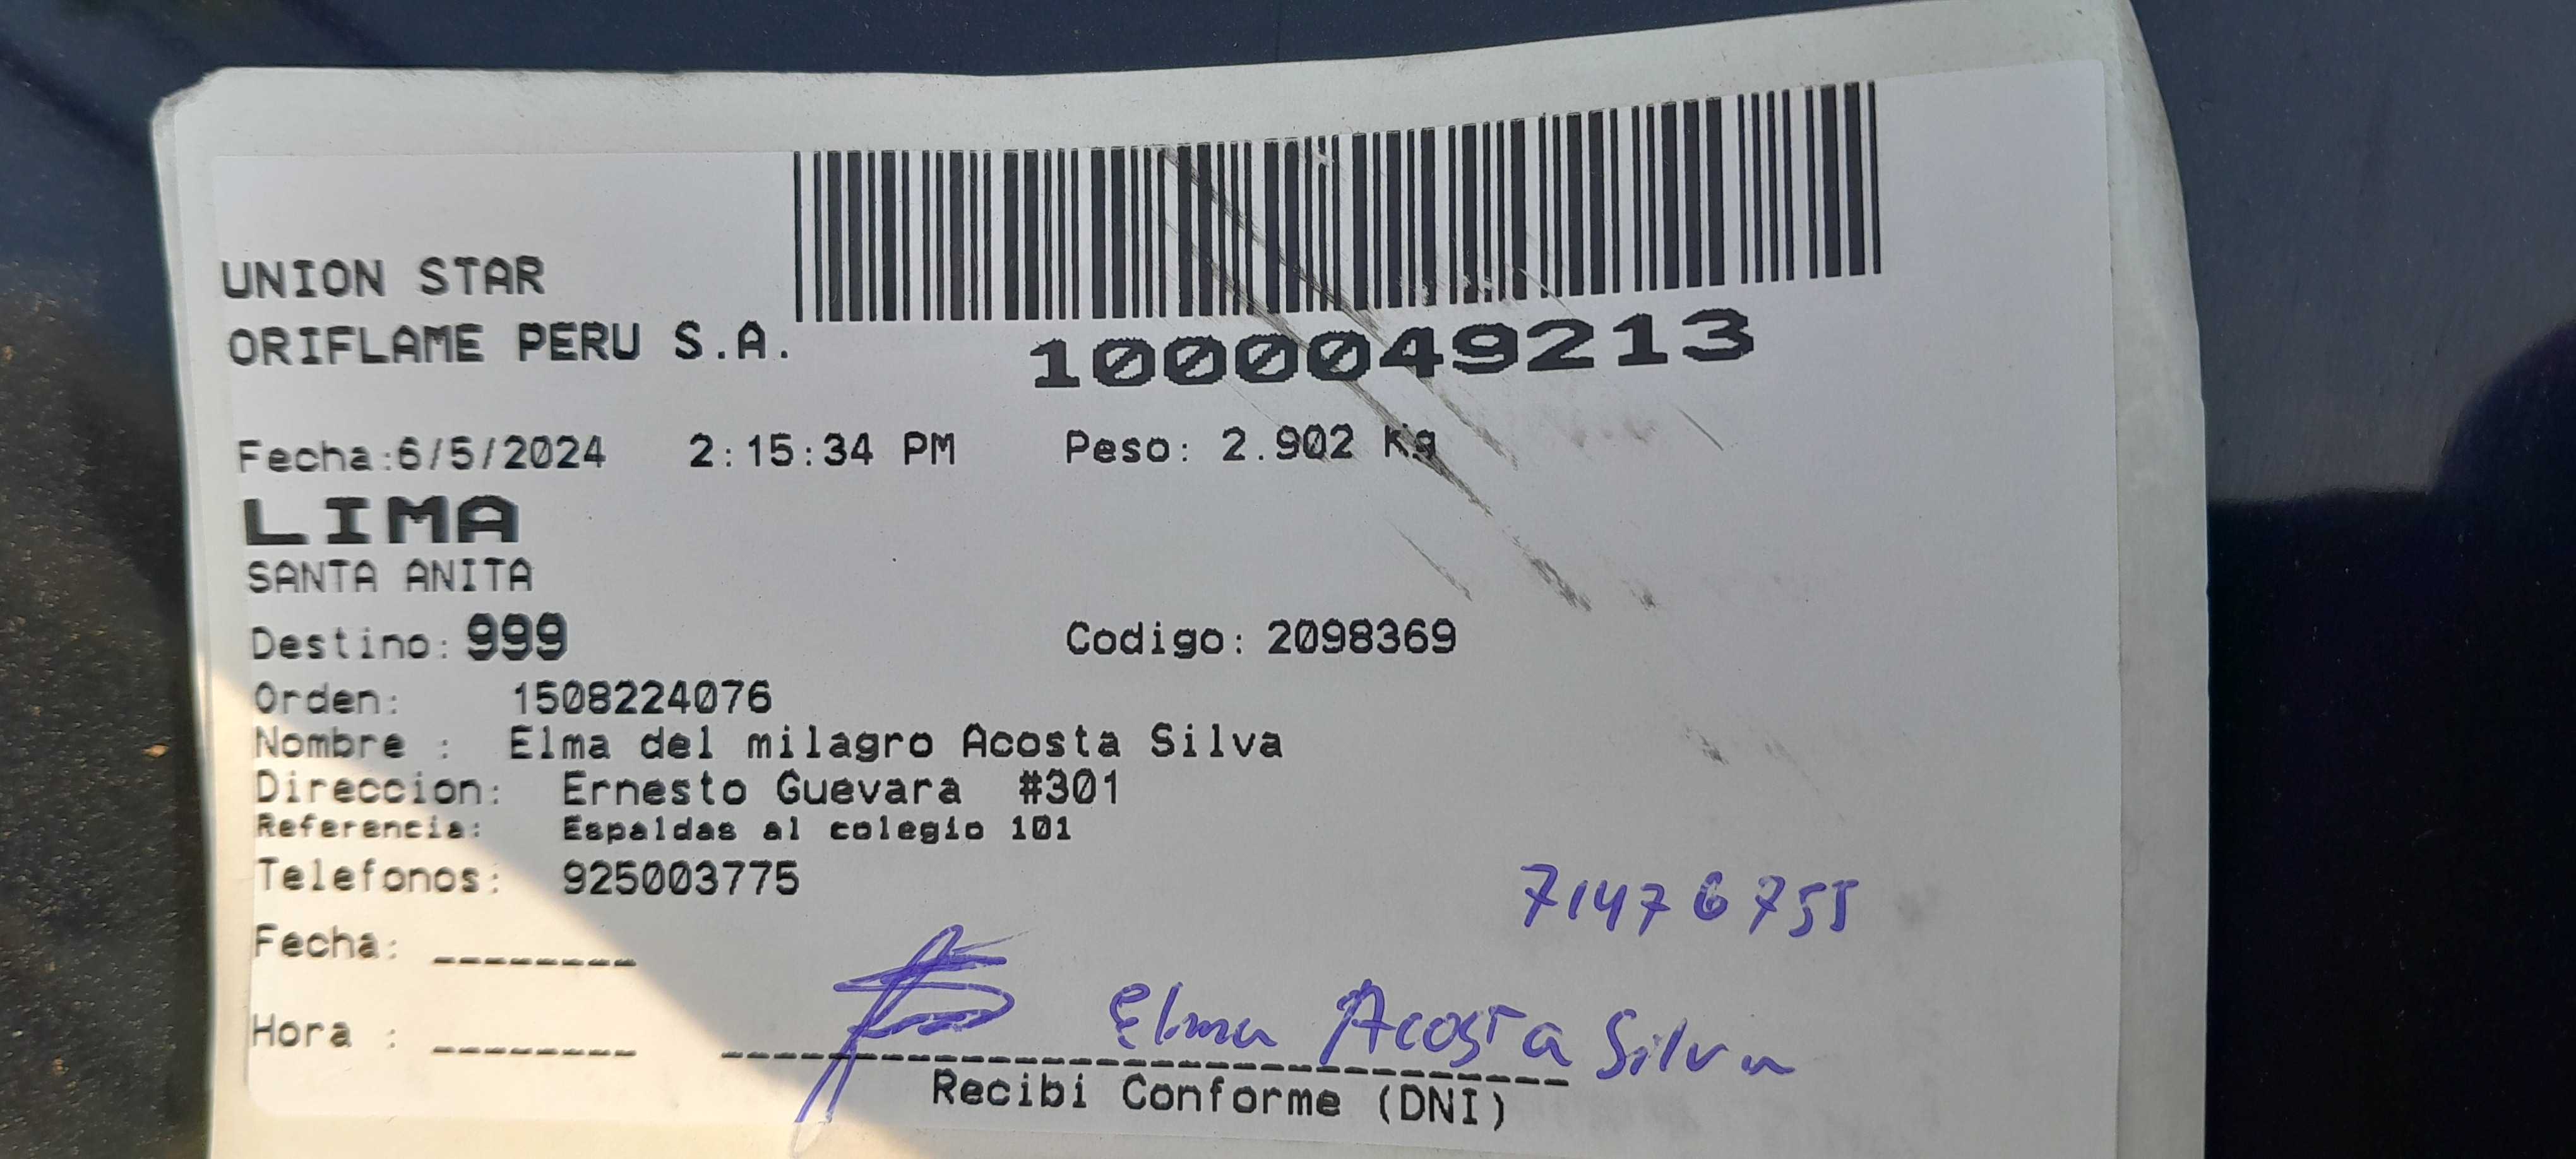 UNION STAR
ORIFLAME PERU S.A.
1000049213
Fecha:6/5/2024 2:15:34 PM Peso: 2.902 Kg
LIMA
SANTA ANITA
Destino: 999 Codigo: 2098369
Orden: 1508224076
Nombre : Elma del milagro Acosta Silva
Direccion: Ernesto Guevara #301
Referencia: Espaldas al colegio 101
Telefonos: 925003775
71476755
Fecha: ________
Elma Acosta Silva
Hora : ________
Recibi Conforme (DNI)